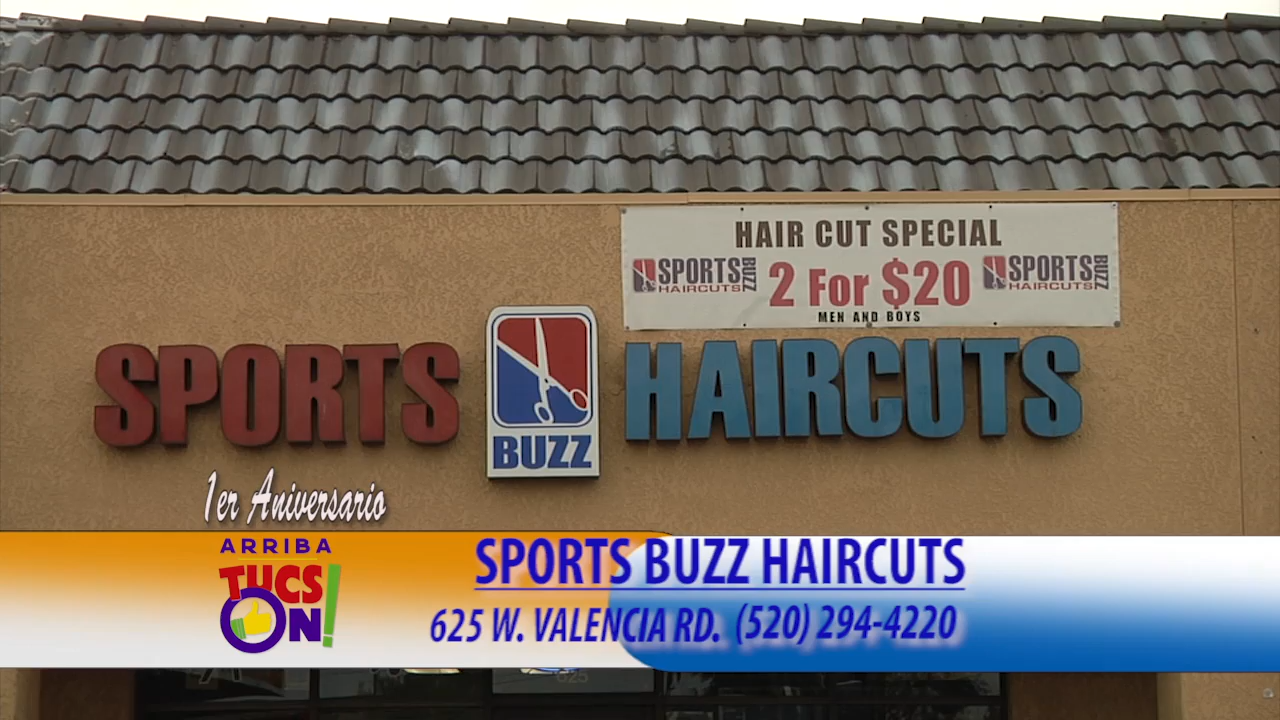 HAIR CUT SPECIAL
SPORTS BUZZ HAIRCUTS
2 For $20
SPORTS BUZZ HAIRCUTS
MEN AND BOYS
SPORTS BUZZ HAIRCUTS
1er Aniversario
ARRIBA
TUCSON!
SPORTS BUZZ HAIRCUTS
625 W. VALENCIA RD. (520) 294-4220
625